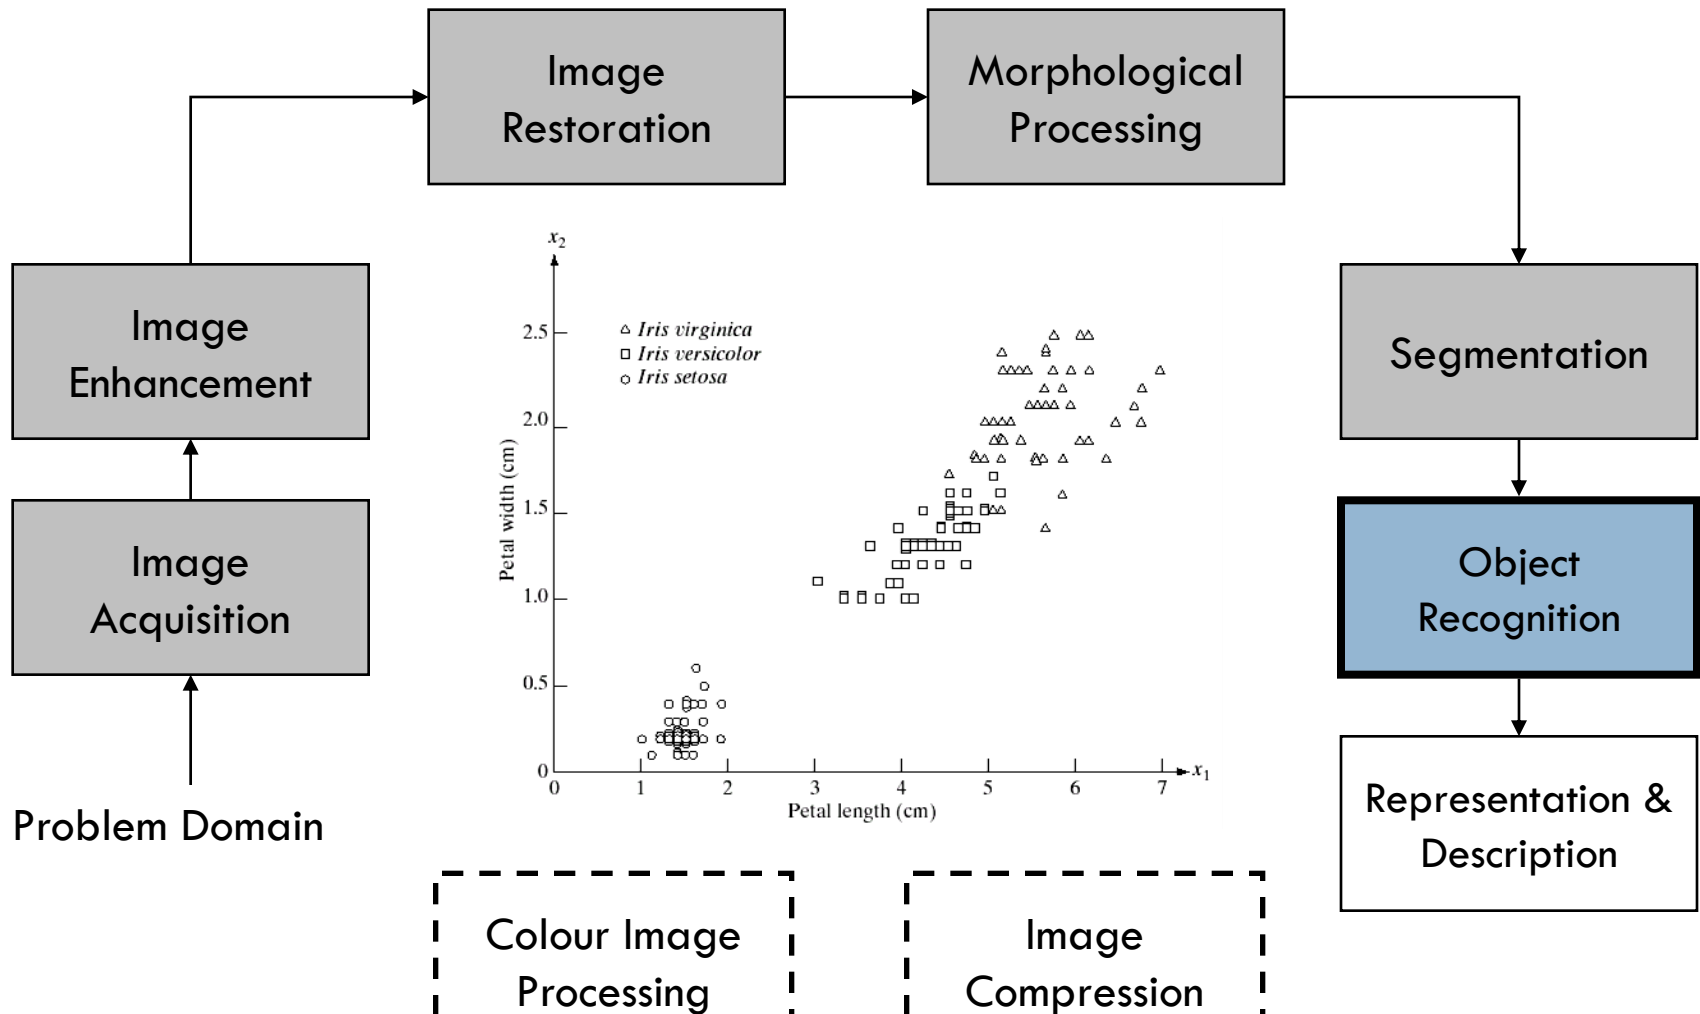 Image
Restoration
Morphological
Processing
Image
Enhancement
Segmentation
Image
Acquisition
Object
Recognition
Problem Domain
Representation &
Description
x2
2.5
2.0
1.5
1.0
0.5
0
Petal width (cm)
△ Iris virginica
□ Iris versicolor
○ Iris setosa
0 1 2 3 4 5 6 7
x1
Petal length (cm)
Colour Image
Processing
Image
Compression